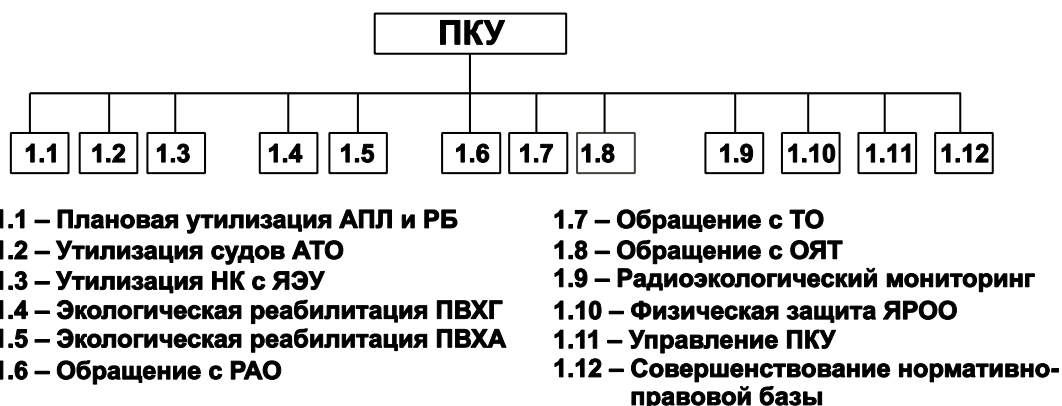 ПКУ
1.1 1.2 1.3 1.4 1.5 1.6 1.7 1.8 1.9 1.10 1.11 1.12
1.1 – Плановая утилизация АПЛ и РБ
1.2 – Утилизация судов АТО
1.3 – Утилизация НК с ЯЭУ
1.4 – Экологическая реабилитация ПВХГ
1.5 – Экологическая реабилитация ПВХА
1.6 – Обращение с РАО
1.7 – Обращение с ТО
1.8 – Обращение с ОЯТ
1.9 – Радиоэкологический мониторинг
1.10 – Физическая защита ЯРОО
1.11 – Управление ПКУ
1.12 – Совершенствование нормативно-
правовой базы